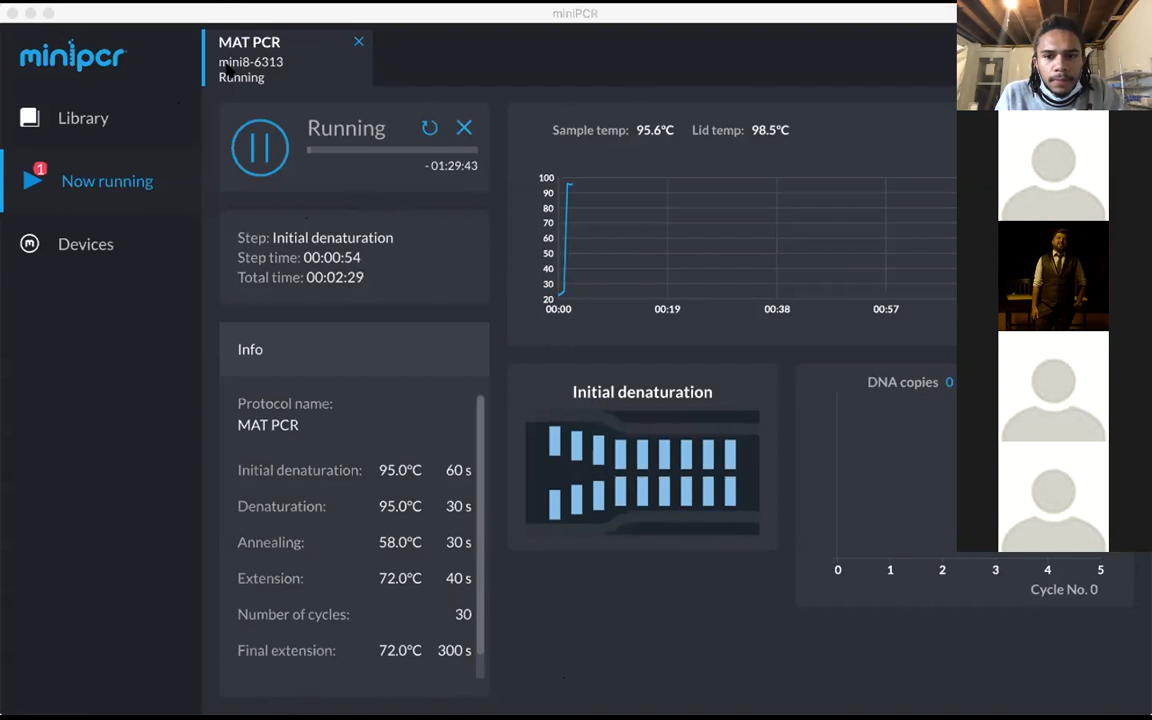 miniPCR
minipcr
MAT PCR
mini8-6313
Running
Library
1
Now running
Devices
Running
- 01:29:43
Step: Initial denaturation
Step time: 00:00:54
Total time: 00:02:29
Info
Protocol name:
MAT PCR
Initial denaturation: 95.0°C 60 s
Denaturation: 95.0°C 30 s
Annealing: 58.0°C 30 s
Extension: 72.0°C 40 s
Number of cycles: 30
Final extension: 72.0°C 300 s
Sample temp: 95.6°C Lid temp: 98.5°C
100
90
80
70
60
50
40
30
20
00:00 00:19 00:38 00:57
Initial denaturation
DNA copies 0
0 1 2 3 4 5
Cycle No. 0